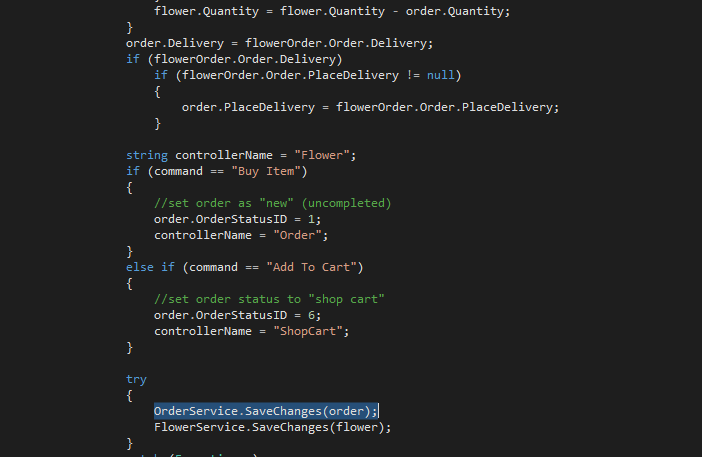 flower.Quantity = flower.Quantity - order.Quantity;
}
order.Delivery = flowerOrder.Order.Delivery;
if (flowerOrder.Order.Delivery)
if (flowerOrder.Order.PlaceDelivery != null)
{
order.PlaceDelivery = flowerOrder.Order.PlaceDelivery;
}
string controllerName = "Flower";
if (command == "Buy Item")
{
//set order as "new" (uncompleted)
order.OrderStatusID = 1;
controllerName = "Order";
}
else if (command == "Add To Cart")
{
//set order status to "shop cart"
order.OrderStatusID = 6;
controllerName = "ShopCart";
}
try
{
OrderService.SaveChanges(order);
FlowerService.SaveChanges(flower);
}